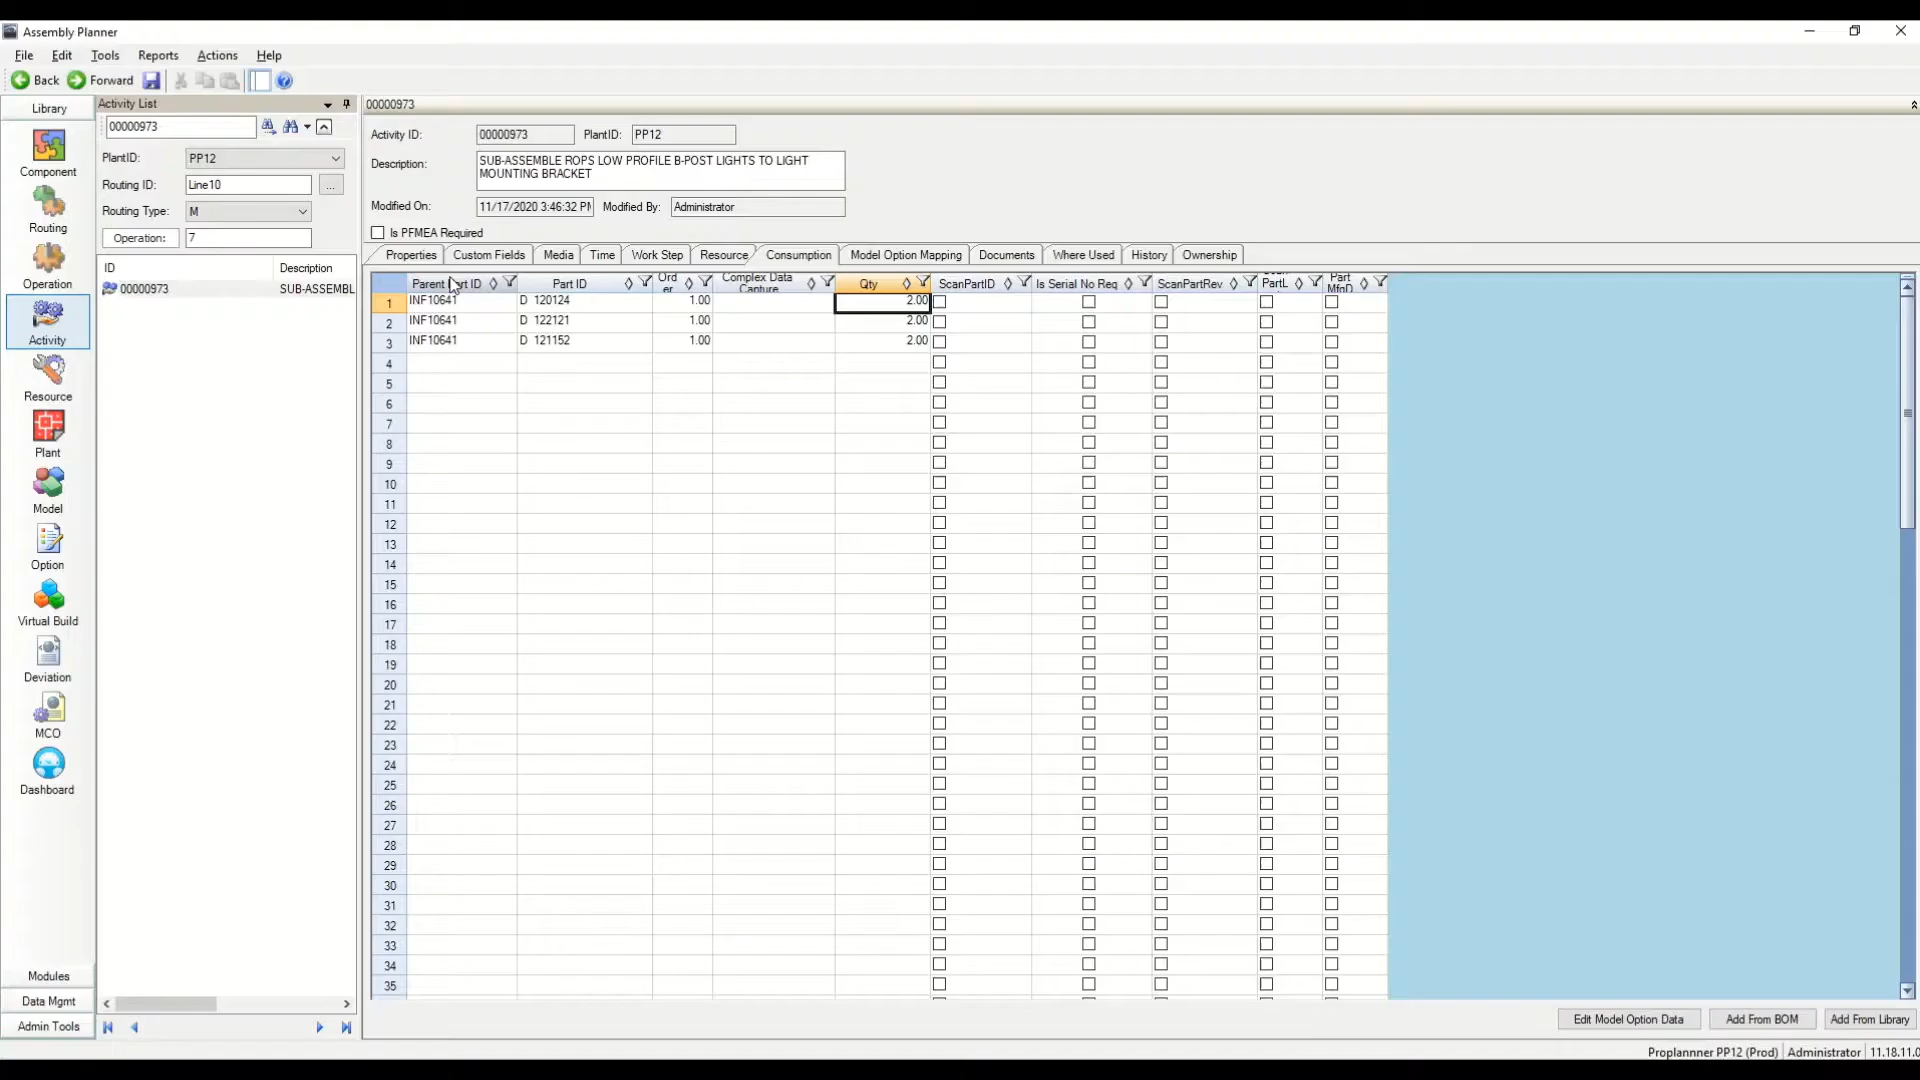 Assembly Planner
File Edit Tools Reports Actions Help
Back Forward
Library
Component
Routing
Operation
Activity
Resource
Plant
Model
Option
Virtual Build
Deviation
MCO
Dashboard
Modules
Data Mgmt
Admin Tools
Activity List
00000973
PlantID: PP12
Routing ID: Line10 ...
Routing Type: M
Operation: 7
ID Description
00000973 SUB-ASSEMBL
00000973
Activity ID: 00000973 PlantID: PP12
Description: SUB-ASSEMBLE ROPS LOW PROFILE B-POST LIGHTS TO LIGHT
MOUNTING BRACKET
Modified On: 11/17/2020 3:46:32 PM Modified By: Administrator
Is PFMEA Required
Properties Custom Fields Media Time Work Step Resource Consumption Model Option Mapping Documents Where Used History Ownership
Parent Part ID Part ID Ord er Complex Data Capture Qty ScanPartID Is Serial No Req ScanPartRev PartL Part MfgD
1 INF10641 D 120124 1.00 2.00
2 INF10641 D 122121 1.00 2.00
3 INF10641 D 121152 1.00 2.00
4
5
6
7
8
9
10
11
12
13
14
15
16
17
18
19
20
21
22
23
24
25
26
27
28
29
30
31
32
33
34
35
Edit Model Option Data Add From BOM Add From Library
Proplannner PP12 (Prod) Administrator 11.18.11.0